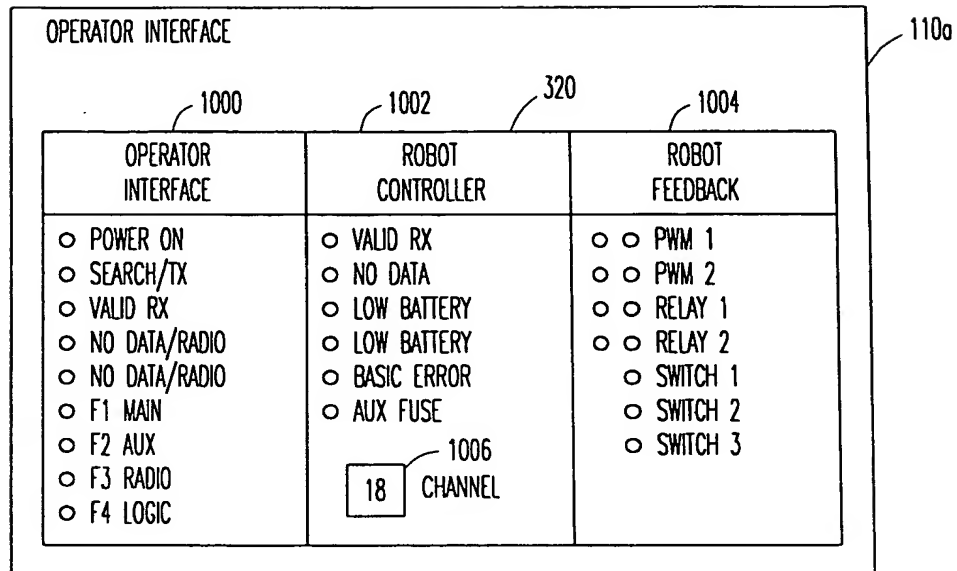 OPERATOR INTERFACE
110a
1000
1002
320
1004
OPERATOR
INTERFACE
ROBOT
CONTROLLER
ROBOT
FEEDBACK
POWER ON
SEARCH/TX
VALID RX
NO DATA/RADIO
NO DATA/RADIO
F1 MAIN
F2 AUX
F3 RADIO
F4 LOGIC
VALID RX
NO DATA
LOW BATTERY
LOW BATTERY
BASIC ERROR
AUX FUSE
1006
18 CHANNEL
PWM 1
PWM 2
RELAY 1
RELAY 2
SWITCH 1
SWITCH 2
SWITCH 3